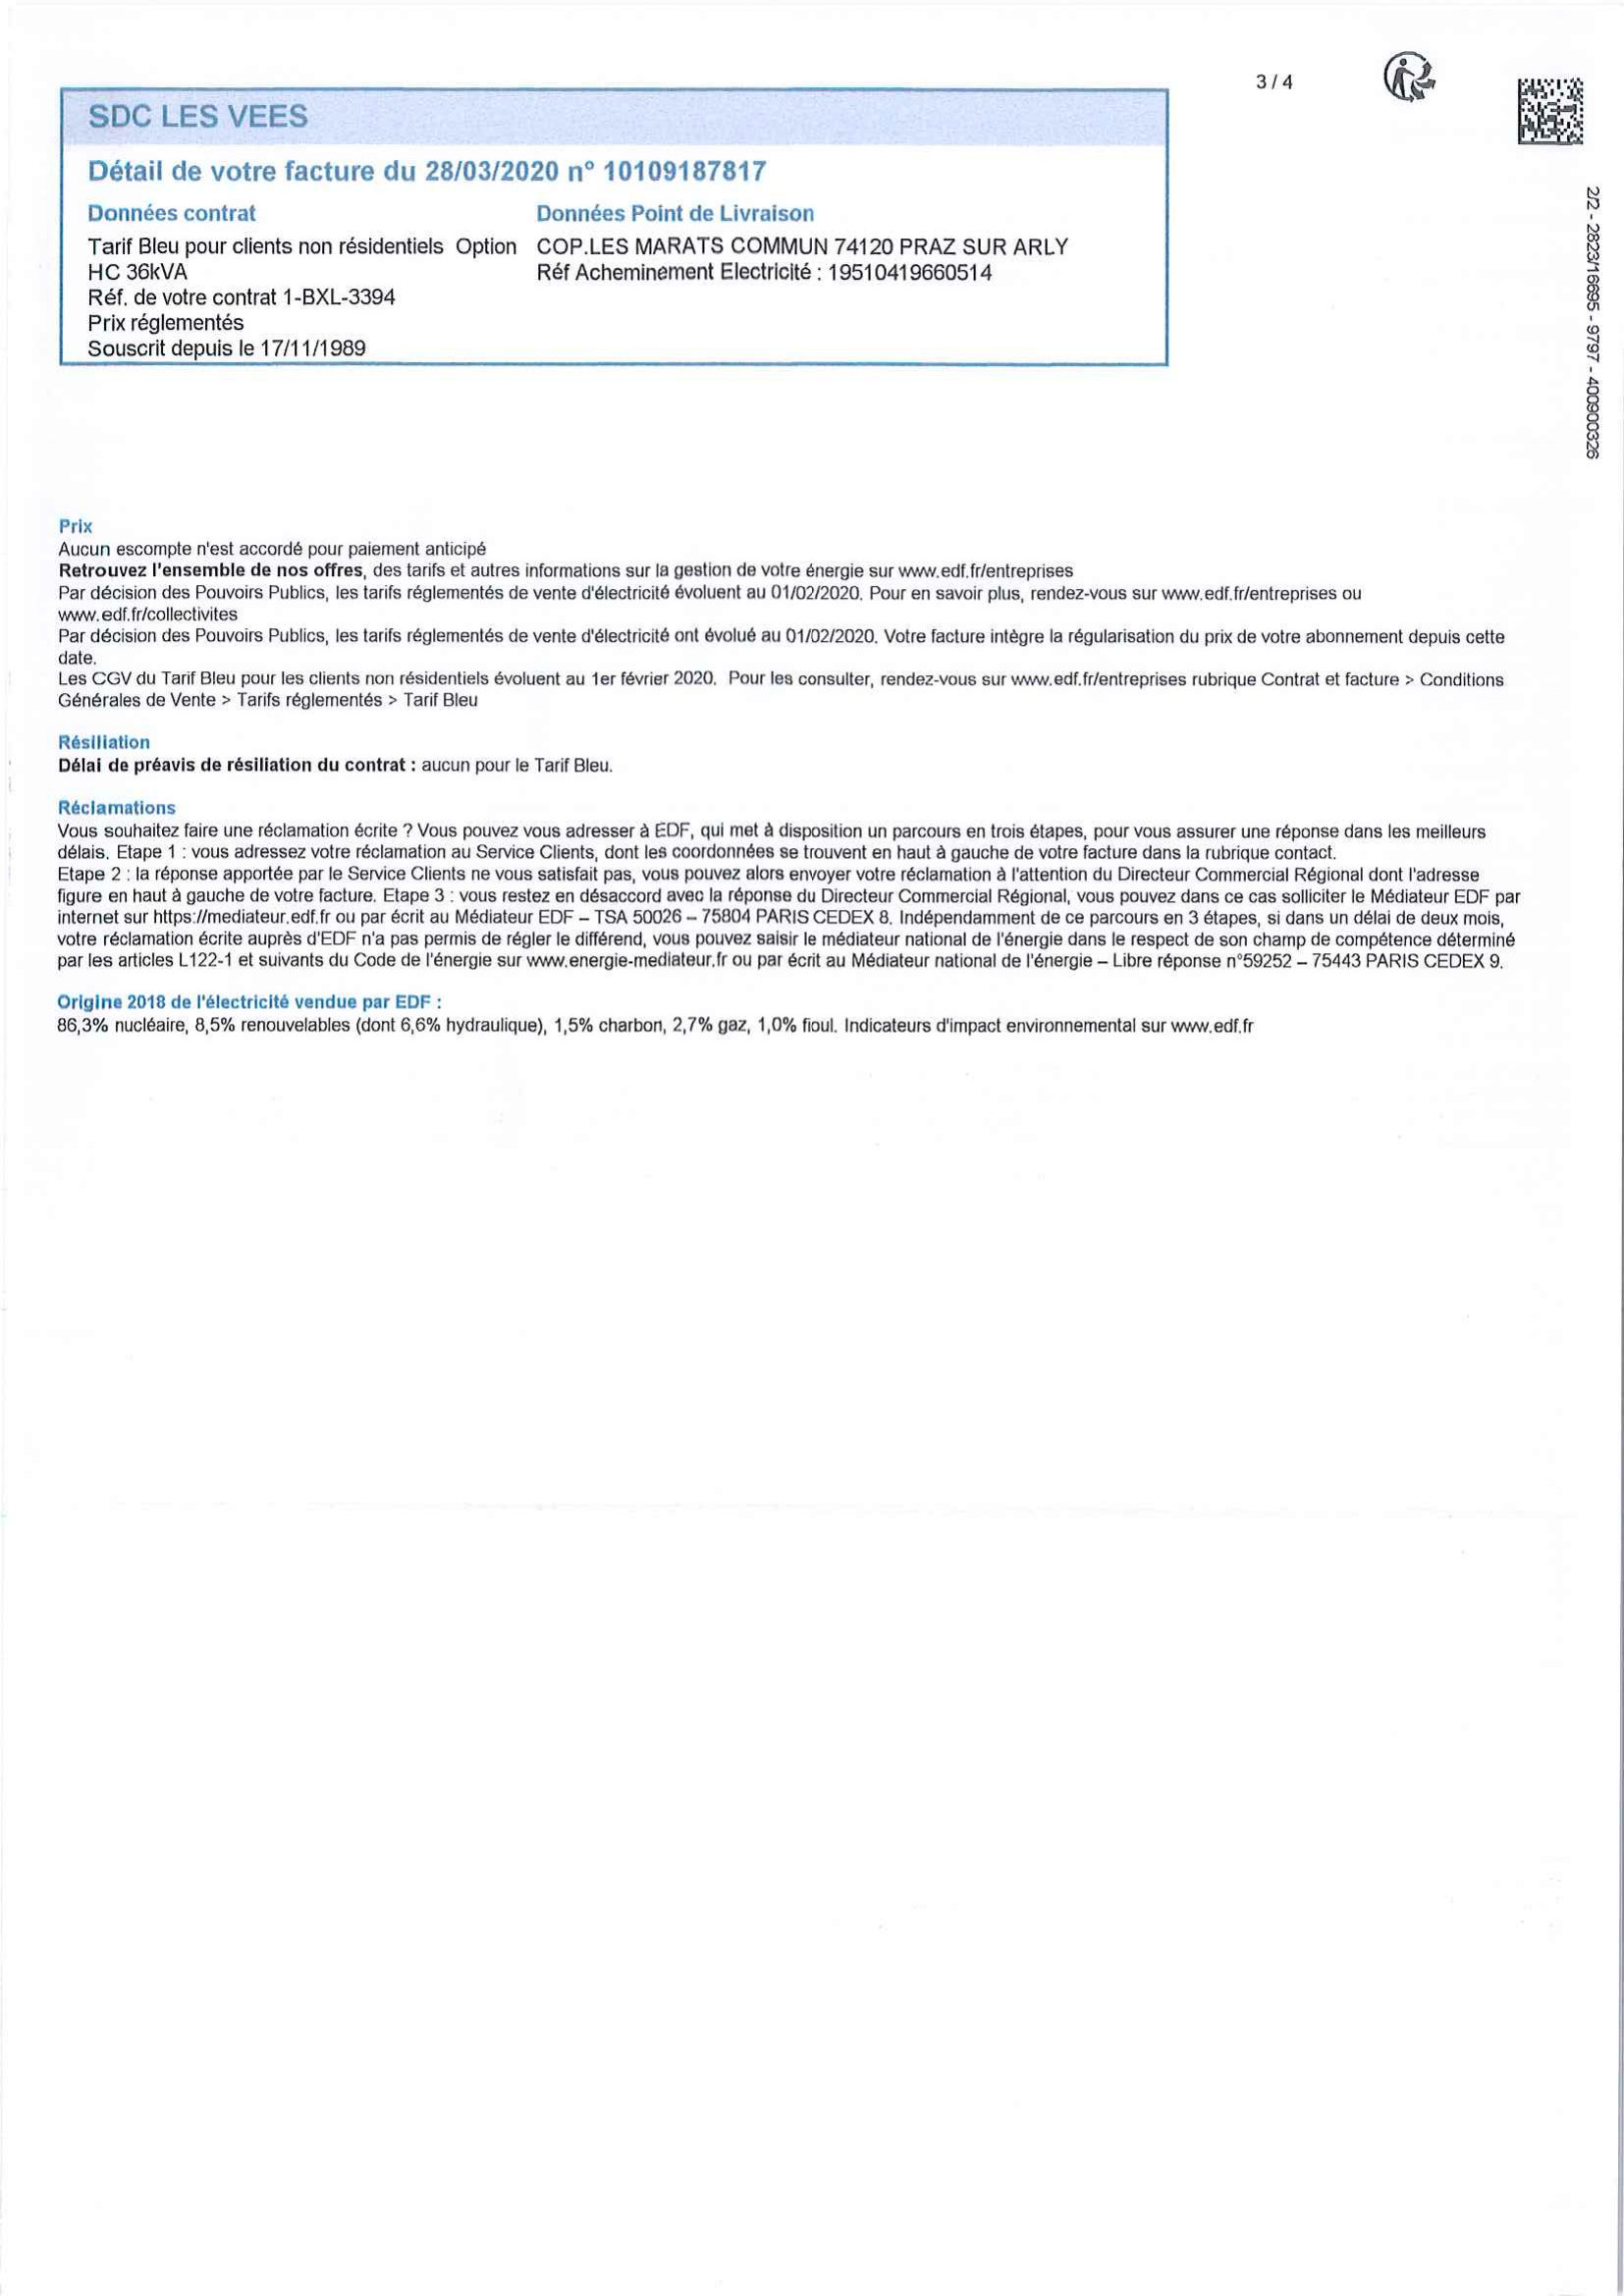 3 / 4
SDC LES VEES
Détail de votre facture du 28/03/2020 n° 10109187817
Données contrat
Tarif Bleu pour clients non résidentiels Option
HC 36kVA
Réf. de votre contrat 1-BXL-3394
Prix réglementés
Souscrit depuis le 17/11/1989
Données Point de Livraison
COP.LES MARATS COMMUN 74120 PRAZ SUR ARLY
Réf Acheminement Electricité : 19510419660514
2/2 - 2823/16695 - 9797 - 400900326
Prix
Aucun escompte n'est accordé pour paiement anticipé
Retrouvez l'ensemble de nos offres, des tarifs et autres informations sur la gestion de votre énergie sur www.edf.fr/entreprises
Par décision des Pouvoirs Publics, les tarifs réglementés de vente d'électricité évoluent au 01/02/2020. Pour en savoir plus, rendez-vous sur www.edf.fr/entreprises ou
www.edf.fr/collectivites
Par décision des Pouvoirs Publics, les tarifs réglementés de vente d'électricité ont évolué au 01/02/2020. Votre facture intègre la régularisation du prix de votre abonnement depuis cette
date.
Les CGV du Tarif Bleu pour les clients non résidentiels évoluent au 1er février 2020. Pour les consulter, rendez-vous sur www.edf.fr/entreprises rubrique Contrat et facture > Conditions
Générales de Vente > Tarifs réglementés > Tarif Bleu
Résiliation
Délai de préavis de résiliation du contrat : aucun pour le Tarif Bleu.
Réclamations
Vous souhaitez faire une réclamation écrite ? Vous pouvez vous adresser à EDF, qui met à disposition un parcours en trois étapes, pour vous assurer une réponse dans les meilleurs
délais. Etape 1 : vous adressez votre réclamation au Service Clients, dont les coordonnées se trouvent en haut à gauche de votre facture dans la rubrique contact.
Etape 2 : la réponse apportée par le Service Clients ne vous satisfait pas, vous pouvez alors envoyer votre réclamation à l'attention du Directeur Commercial Régional dont l'adresse
figure en haut à gauche de votre facture. Etape 3 : vous restez en désaccord avec la réponse du Directeur Commercial Régional, vous pouvez dans ce cas solliciter le Médiateur EDF par
internet sur https://mediateur.edf.fr ou par écrit au Médiateur EDF – TSA 50026 – 75804 PARIS CEDEX 8. Indépendamment de ce parcours en 3 étapes, si dans un délai de deux mois,
votre réclamation écrite auprès d'EDF n'a pas permis de régler le différend, vous pouvez saisir le médiateur national de l'énergie dans le respect de son champ de compétence déterminé
par les articles L122-1 et suivants du Code de l'énergie sur www.energie-mediateur.fr ou par écrit au Médiateur national de l'énergie – Libre réponse n°59252 – 75443 PARIS CEDEX 9.
Origine 2018 de l'électricité vendue par EDF :
86,3% nucléaire, 8,5% renouvelables (dont 6,6% hydraulique), 1,5% charbon, 2,7% gaz, 1,0% fioul. Indicateurs d'impact environnemental sur www.edf.fr